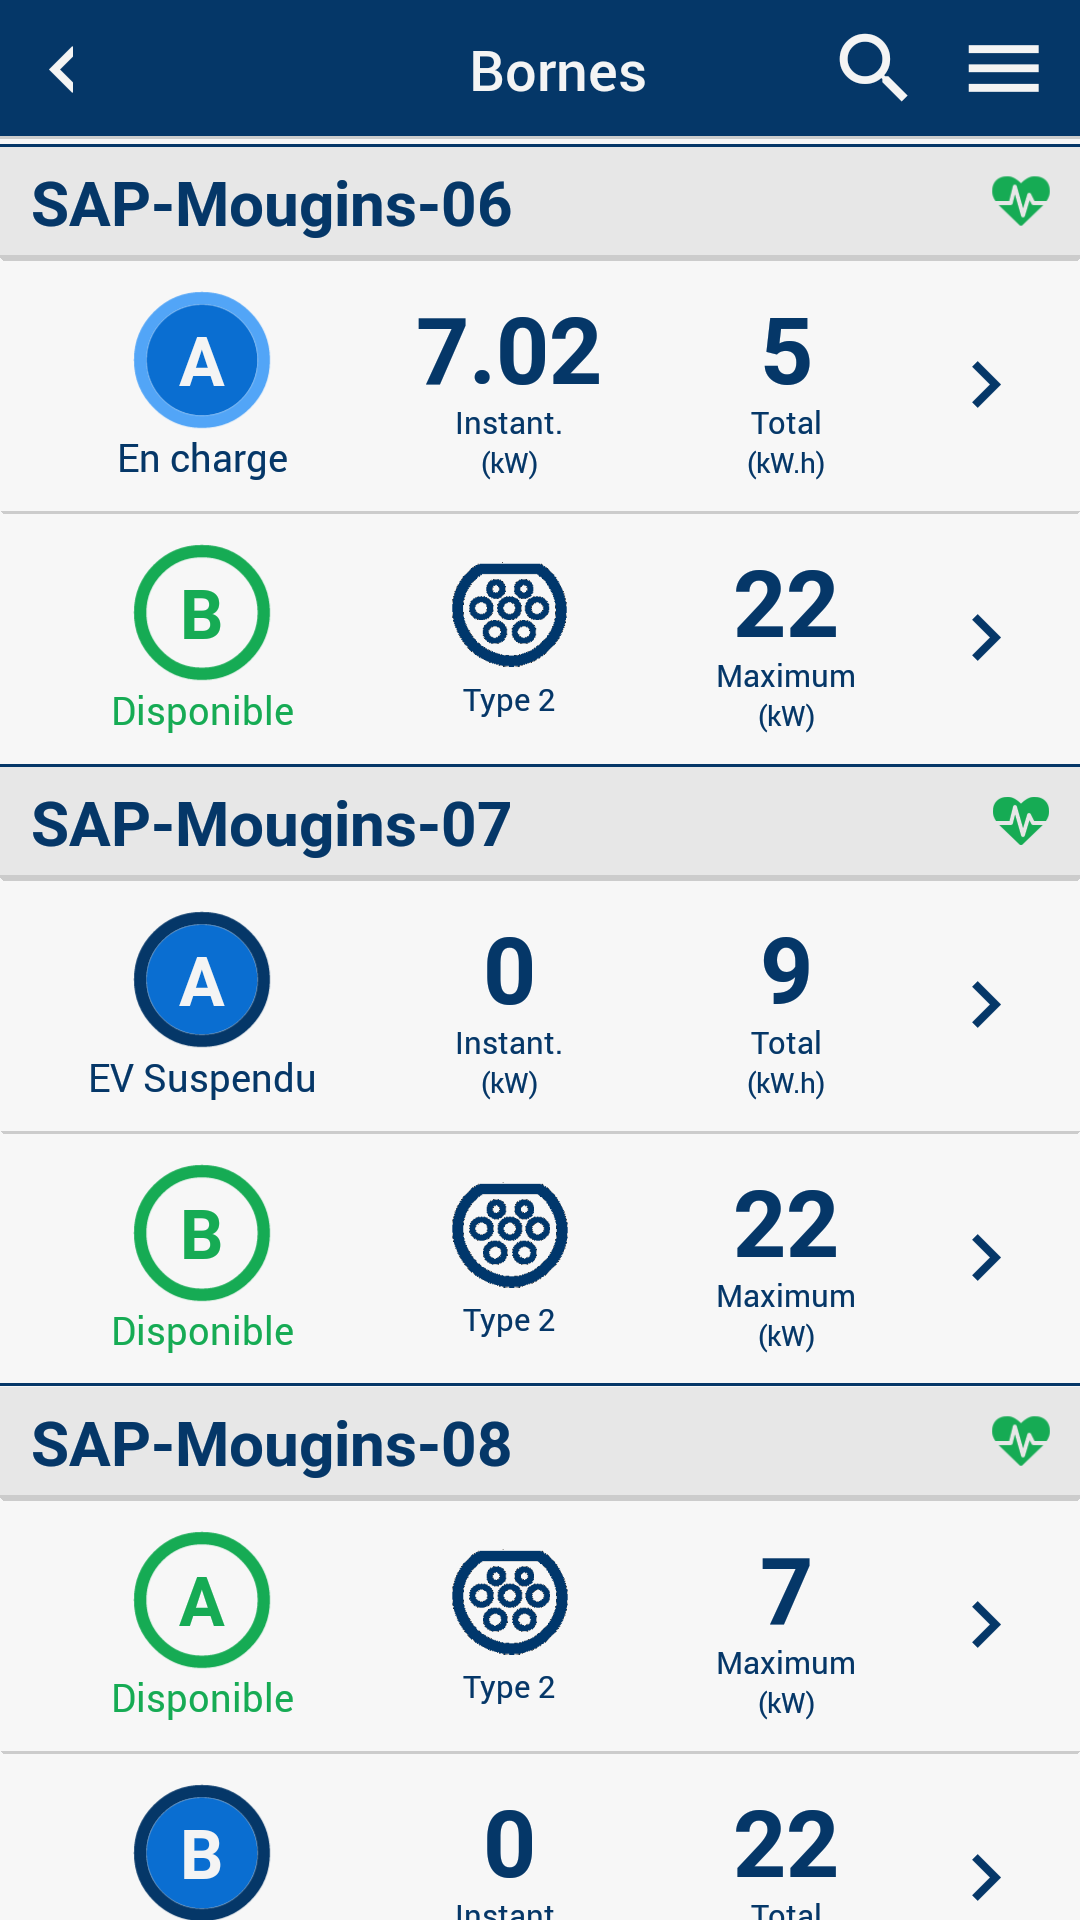 Bornes
SAP-Mougins-06
A
7.02
5
Instant.
Total
En charge
(kW)
(kW.h)
B
22
Type 2
Maximum
Disponible
(kW)
SAP-Mougins-07
A
0
9
Instant.
Total
EV Suspendu
(kW)
(kW.h)
B
22
Type 2
Maximum
Disponible
(kW)
SAP-Mougins-08
A
7
Type 2
Maximum
Disponible
(kW)
B
0
22
Instant
Total